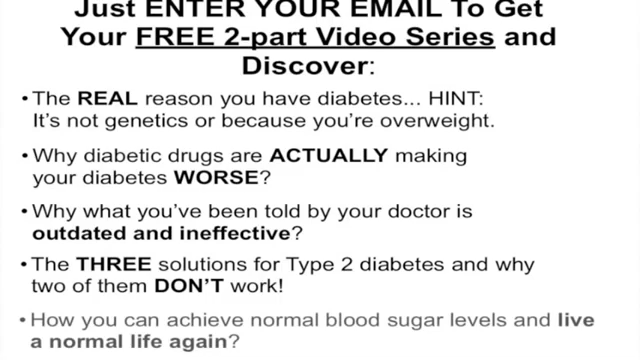 Just ENTER YOUR EMAIL To Get
Your FREE 2-part Video Series and
Discover:
• The REAL reason you have diabetes... HINT:
It's not genetics or because you're overweight.
• Why diabetic drugs are ACTUALLY making
your diabetes WORSE?
• Why what you've been told by your doctor is
outdated and ineffective?
• The THREE solutions for Type 2 diabetes and why
two of them DON'T work!
• How you can achieve normal blood sugar levels and live
a normal life again?